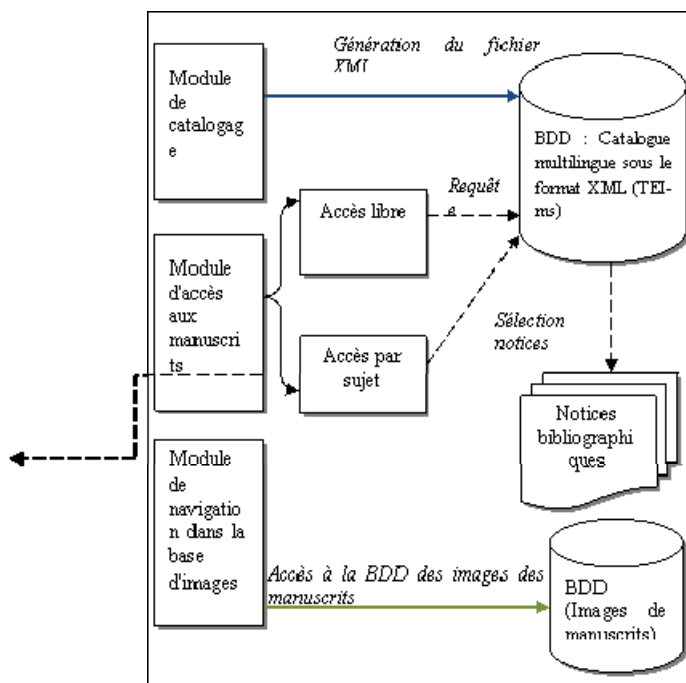 Génération du fichier
XMI
Module
de
catalogag
e
BDD : Catalogue
multilingue sous le
format XML (TEI-
ms)
Requêt
e
Accès libre
Module
d'accès
aux
manuscri
ts
Accès par
sujet
Sélection
notices
Notices
bibliographi
ques
Module
de
navigatio
n dans la
base
d'images
Accès à la BDD des images des
manuscrits
BDD
(Images de
manuscrits)